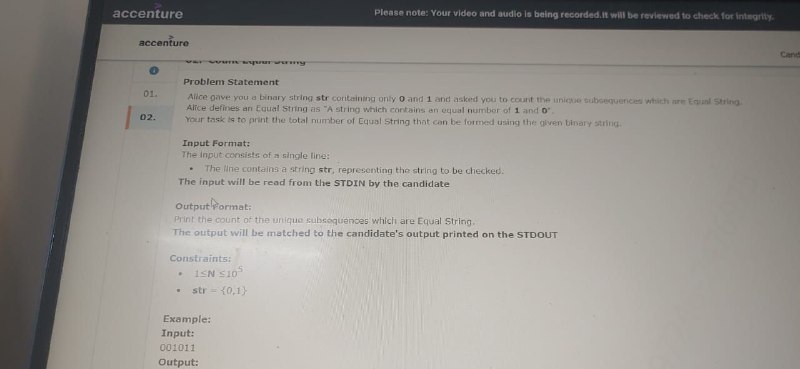 accenture
Please note: Your video and audio is being recorded.It will be reviewed to check for integrity.
accenture
Cand
02. Count Equal String
Problem Statement
01.
Alice gave you a binary string str containing only 0 and 1 and asked you to count the unique subsequences which are Equal String.
Alice defines an Equal String as "A string which contains an equal number of 1 and 0".
02.
Your task is to print the total number of Equal String that can be formed using the given binary string.
Input Format:
The input consists of a single line:
• The line contains a string str, representing the string to be checked.
The input will be read from the STDIN by the candidate
Output Format:
Print the count of the unique subsequences which are Equal String.
The output will be matched to the candidate's output printed on the STDOUT
Constraints:
• 1≤N ≤10⁵
• str = {0,1}
Example:
Input:
001011
Output: